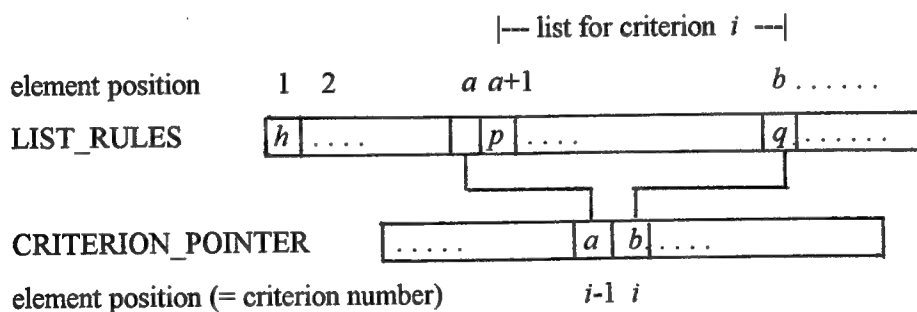 |--- list for criterion i ---|
element position 1 2 a a+1 b . . . . . .
LIST_RULES h . . . . p . . . . q . . . . . .
CRITERION_POINTER . . . . . a b . . . .
element position (= criterion number) i-1 i